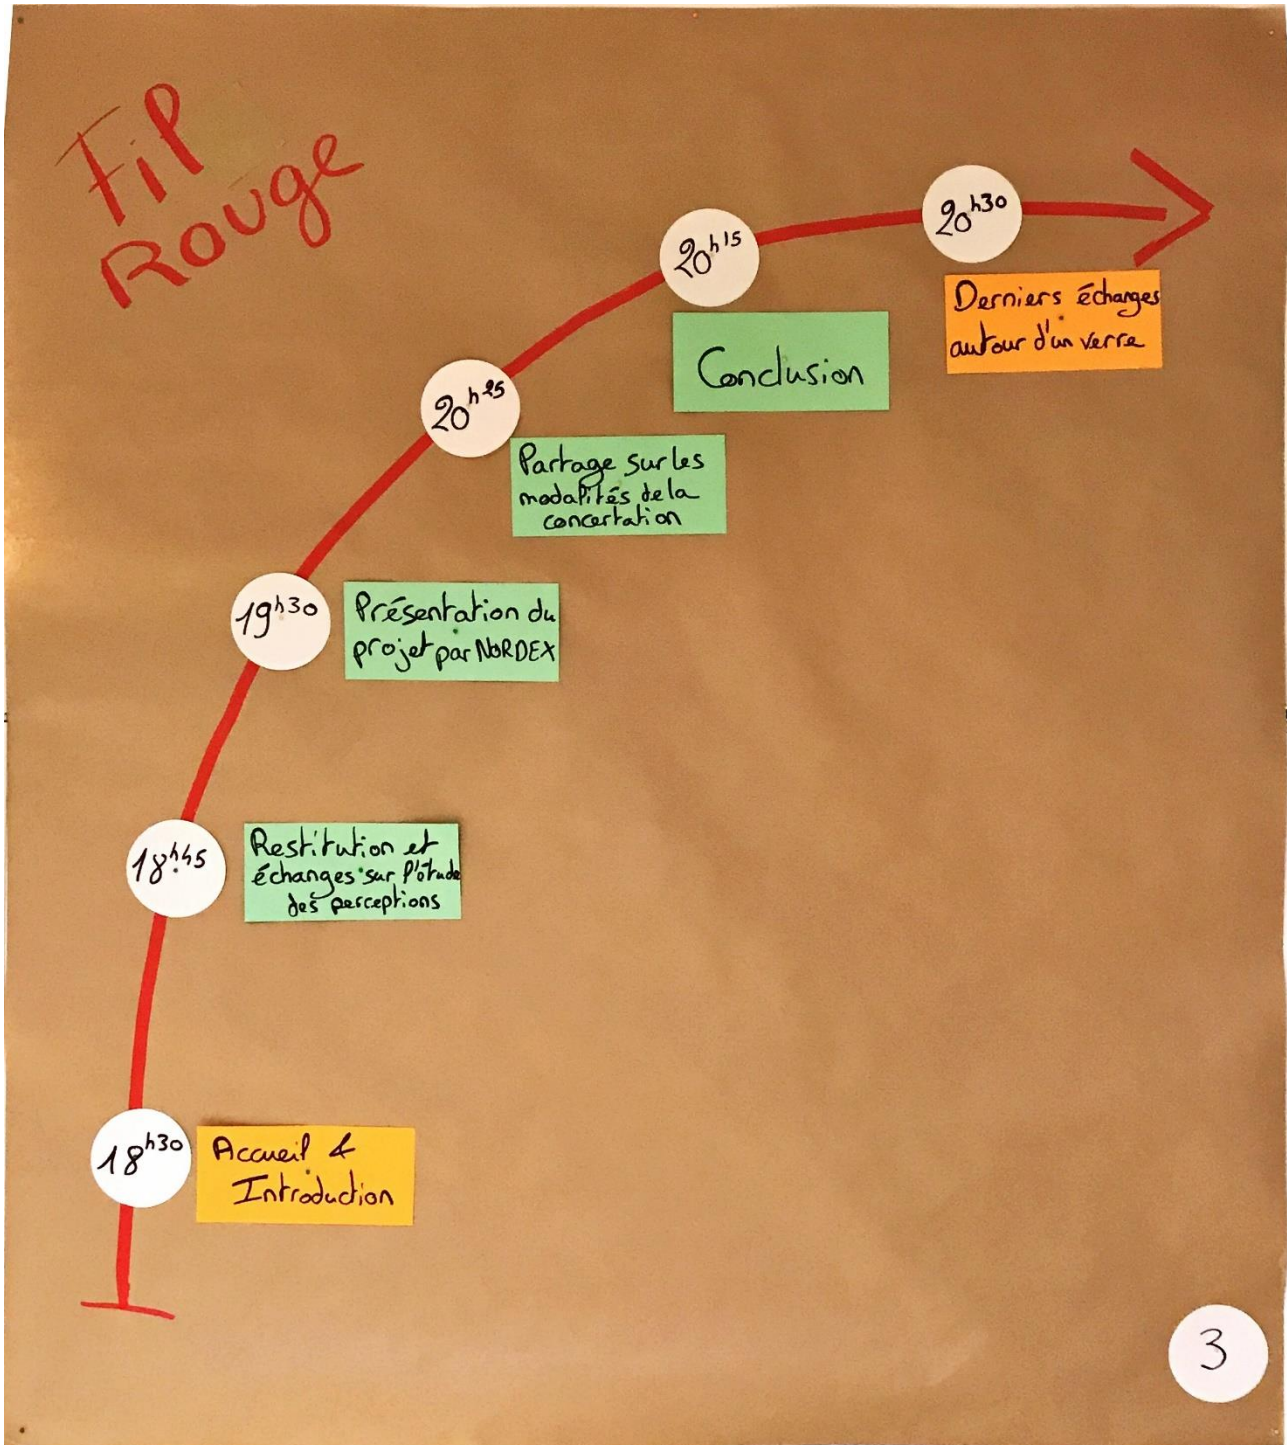 Fil
Rouge
20h30
Derniers échanges
autour d'un verre
20h15
Conclusion
Partage sur les
modalités de la
concertation
19h30
Présentation du
projet par NORDEX
18h45
Restitution et
échanges sur l'étude
des perceptions
18h30
Accueil &
Introduction
3